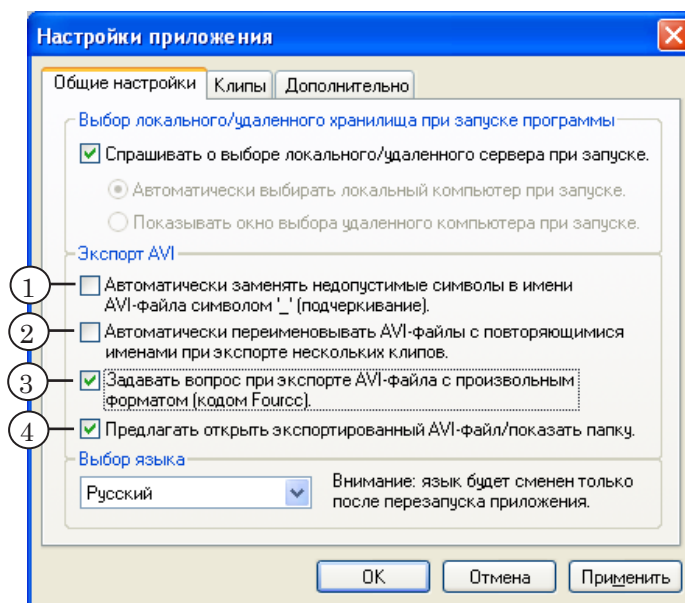 Настройки приложения
Общие настройки Клипы Дополнительно
Выбор локального/удаленного хранилища при запуске программы
Спрашивать о выборе локального/удаленного сервера при запуске.
Автоматически выбирать локальный компьютер при запуске.
Показывать окно выбора удаленного компьютера при запуске.
Экспорт AVI
1 Автоматически заменять недопустимые символы в имени
AVI-файла символом '_' (подчеркивание).
2 Автоматически переименовывать AVI-файлы с повторяющимися
именами при экспорте нескольких клипов.
3 Задавать вопрос при экспорте AVI-файла с произвольным
форматом (кодом Fourcc).
4 Предлагать открыть экспортированный AVI-файл/показать папку.
Выбор языка
Русский
Внимание: язык будет сменен только
после перезапуска приложения.
OK Отмена Применить